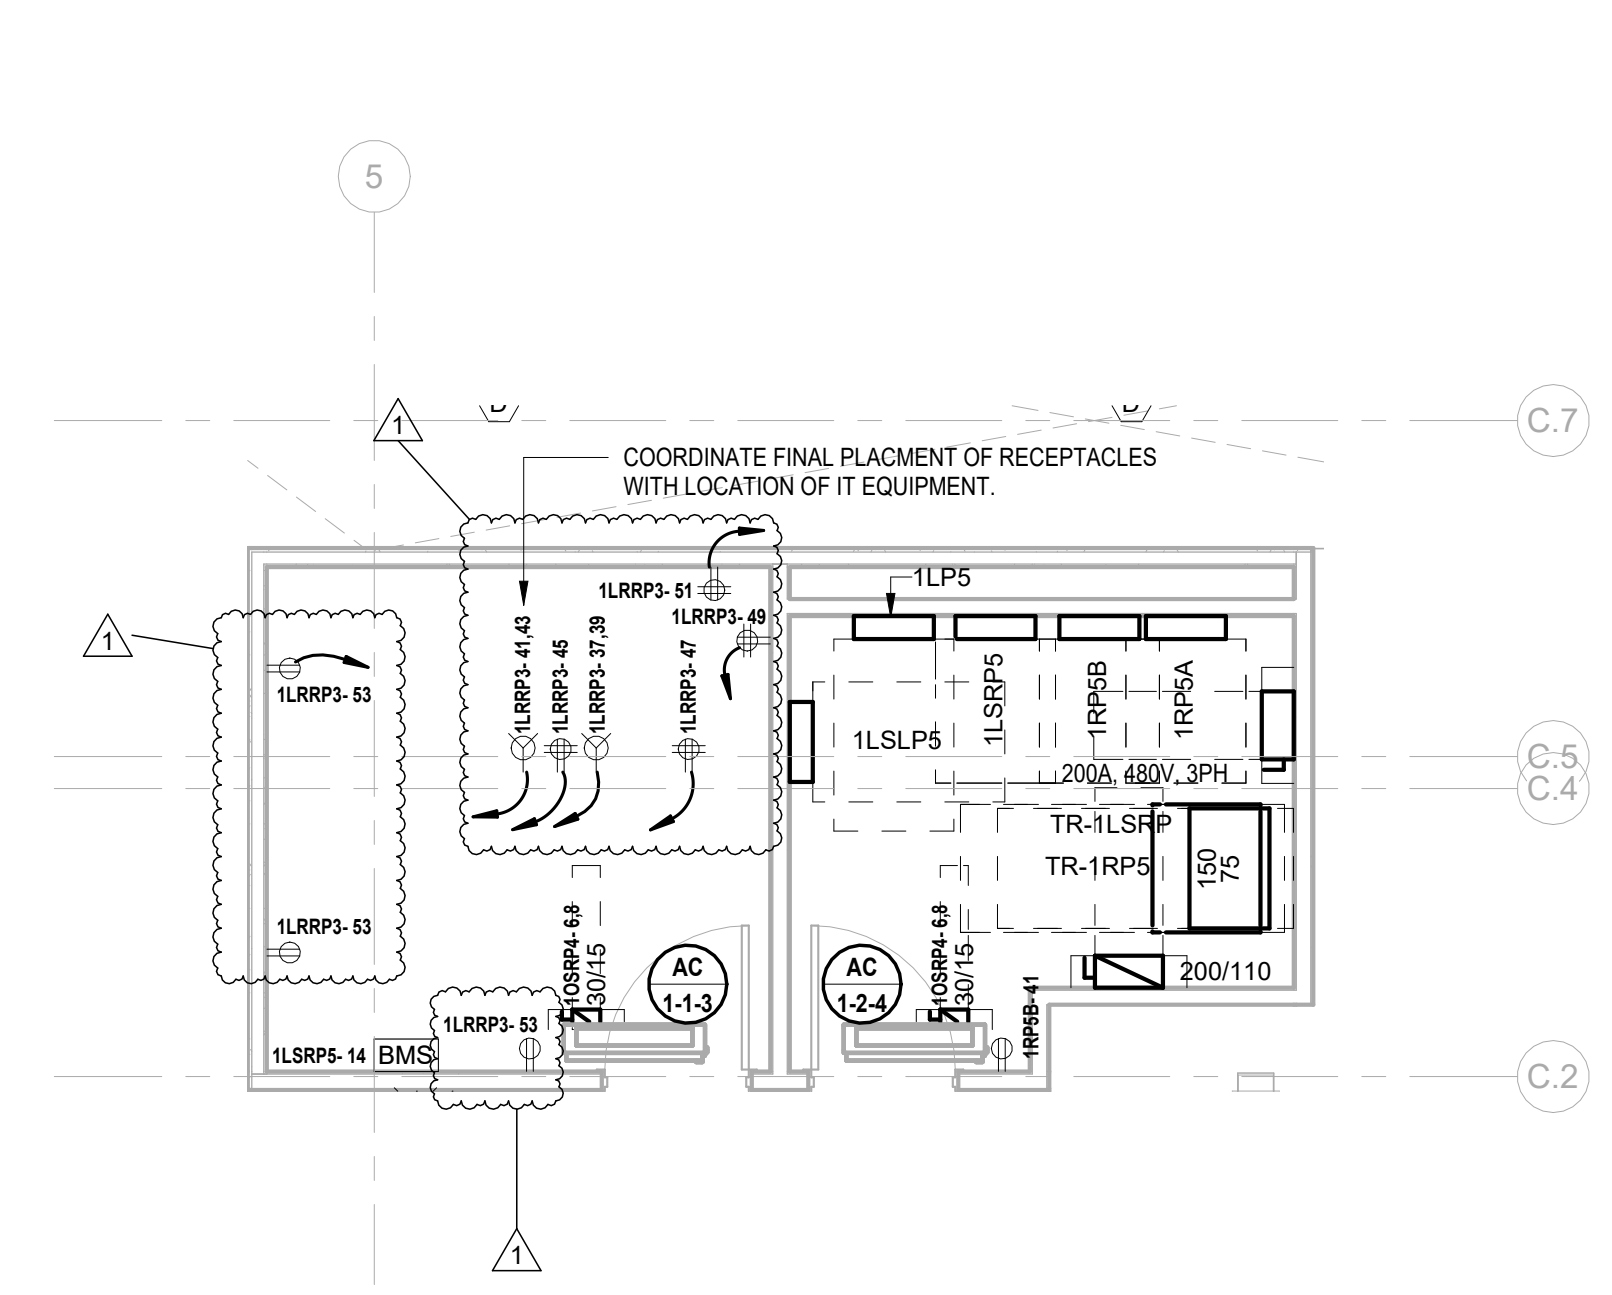 5
C.7
1
COORDINATE FINAL PLACMENT OF RECEPTACLES
WITH LOCATION OF IT EQUIPMENT.
1
1LRRP3- 53
1LRRP3- 51
1LRRP3- 49
1LRRP3- 41,43
1LRRP3- 45
1LRRP3- 37,39
1LRRP3- 47
1LP5
1LSLP5
1LSRP5
1RP5B
1RP5A
C.5
C.4
200A, 480V, 3PH
TR-1LSRP
TR-1RP5
150
75
200/110
1LRRP3- 53
1OSRP4- 6,8
30/15
AC
1-1-3
AC
1-2-4
1OSRP4- 6,8
30/15
1RP5B- 41
1LRRP3- 53
1LSRP5- 14
BMS
C.2
1